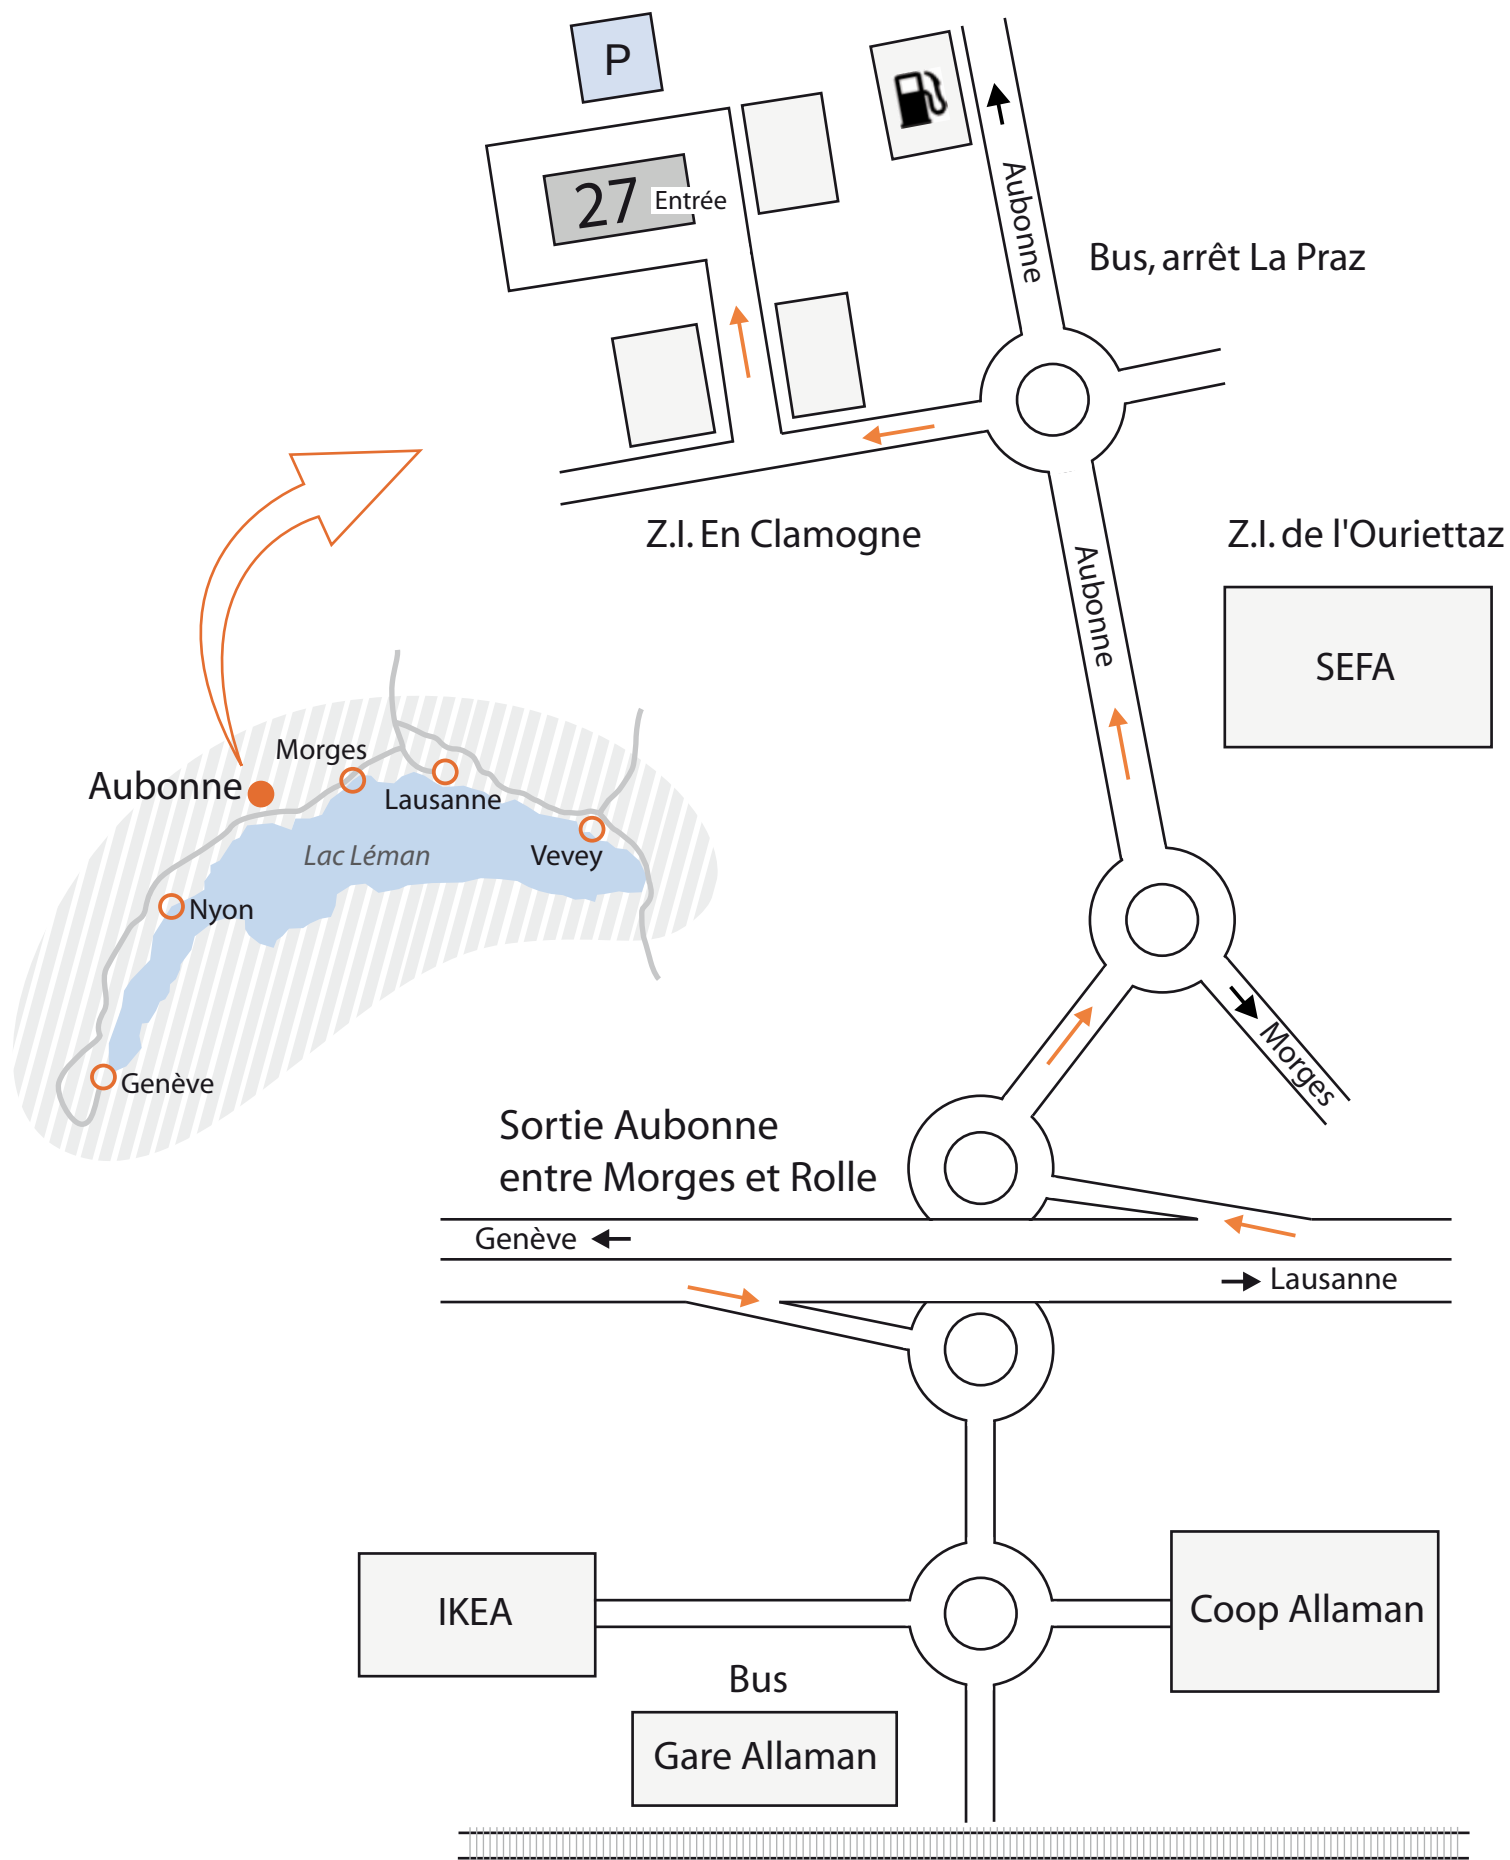 P
27
Entrée
Aubonne
Bus, arrêt La Praz
Z.I. En Clamogne
Z.I. de l'Ouriettaz
Aubonne
SEFA
Morges
Aubonne
Lausanne
Lac Léman
Vevey
Nyon
Genève
Morges
Sortie Aubonne
entre Morges et Rolle
Genève
Lausanne
IKEA
Coop Allaman
Bus
Gare Allaman